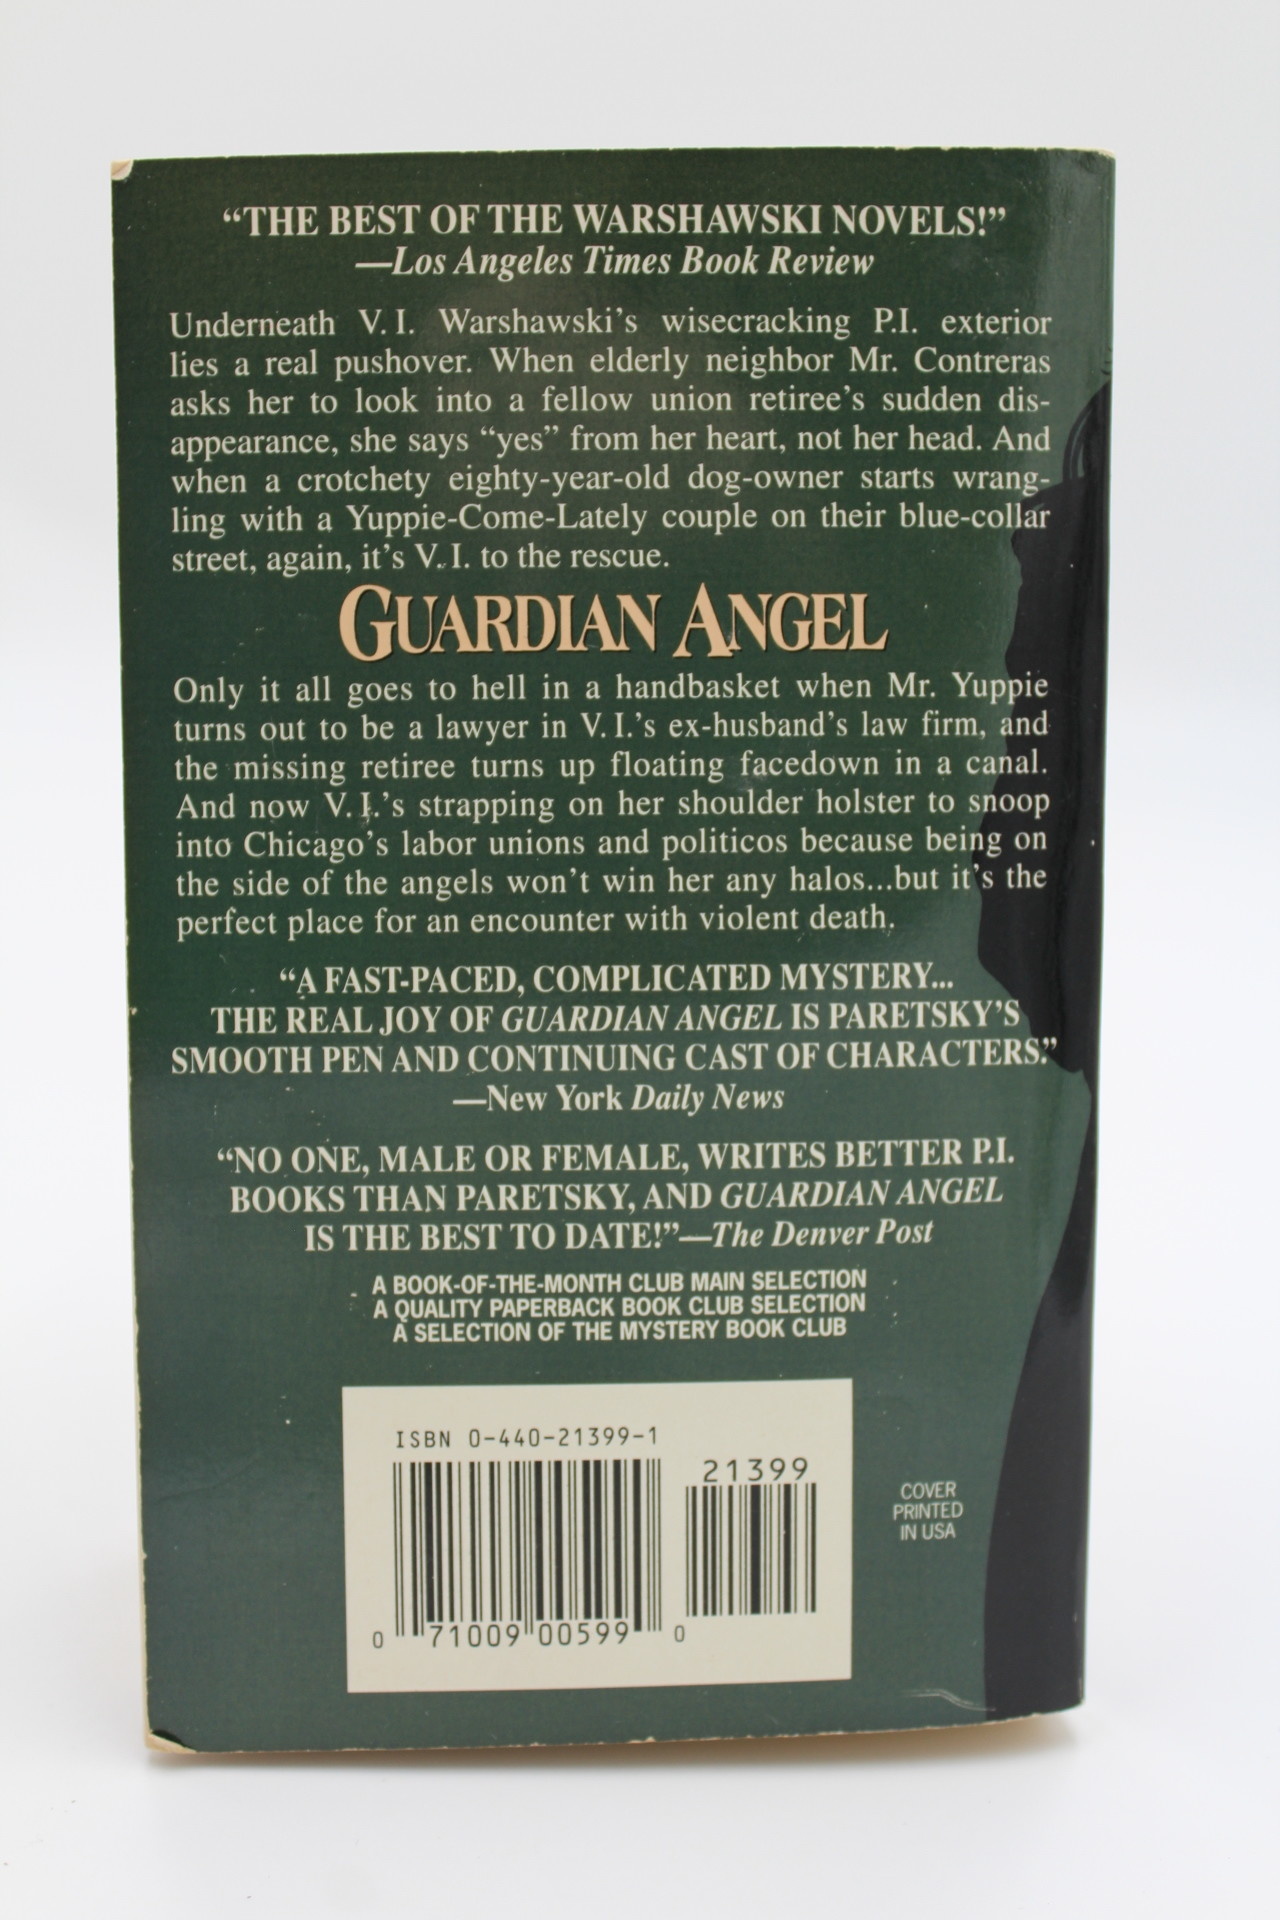 “THE BEST OF THE WARSHAWSKI NOVELS!”
—Los Angeles Times Book Review
Underneath V. I. Warshawski’s wisecracking P.I. exterior
lies a real pushover. When elderly neighbor Mr. Contreras
asks her to look into a fellow union retiree’s sudden dis-
appearance, she says “yes” from her heart, not her head. And
when a crotchety eighty-year-old dog-owner starts wrang-
ling with a Yuppie-Come-Lately couple on their blue-collar
street, again, it’s V. I. to the rescue.
GUARDIAN ANGEL
Only it all goes to hell in a handbasket when Mr. Yuppie
turns out to be a lawyer in V. I.’s ex-husband’s law firm, and
the missing retiree turns up floating facedown in a canal.
And now V. I.’s strapping on her shoulder holster to snoop
into Chicago’s labor unions and politicos because being on
the side of the angels won’t win her any halos...but it’s the
perfect place for an encounter with violent death.
“A FAST-PACED, COMPLICATED MYSTERY...
THE REAL JOY OF GUARDIAN ANGEL IS PARETSKY’S
SMOOTH PEN AND CONTINUING CAST OF CHARACTERS.”
—New York Daily News
“NO ONE, MALE OR FEMALE, WRITES BETTER P.I.
BOOKS THAN PARETSKY, AND GUARDIAN ANGEL
IS THE BEST TO DATE!”—The Denver Post
A BOOK-OF-THE-MONTH CLUB MAIN SELECTION
A QUALITY PAPERBACK BOOK CLUB SELECTION
A SELECTION OF THE MYSTERY BOOK CLUB
ISBN 0-440-21399-1
21399
0 71009 00599 0
COVER
PRINTED
IN USA